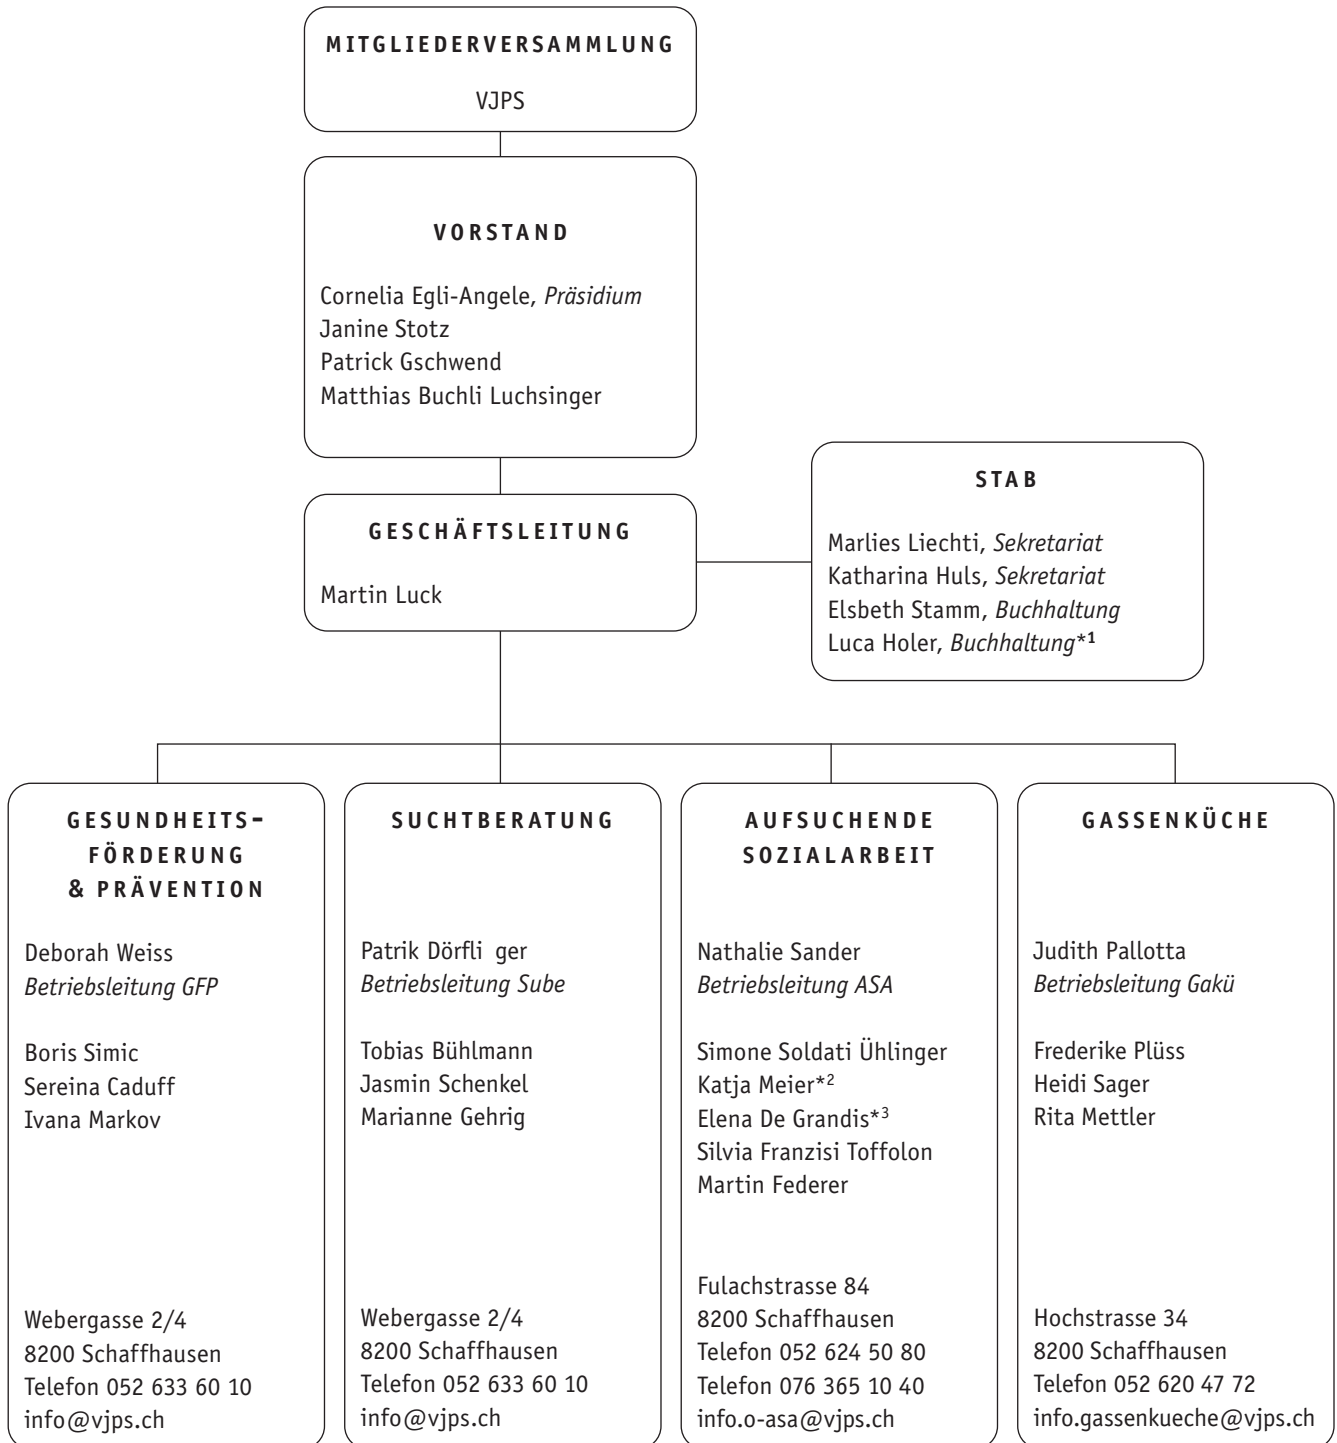 MITGLIEDERVERSAMMLUNG
VJPS
VORSTAND
Cornelia Egli-Angele, Präsidium
Janine Stotz
Patrick Gschwend
Matthias Buchli Luchsinger
STAB
Marlies Liechti, Sekretariat
Katharina Huls, Sekretariat
Elsbeth Stamm, Buchhaltung
Luca Holer, Buchhaltung*1
GESCHÄFTSLEITUNG
Martin Luck
GESUNDHEITS-
FÖRDERUNG
& PRÄVENTION
Deborah Weiss
Betriebsleitung GFP
Boris Simic
Sereina Caduff
Ivana Markov
Webergasse 2/4
8200 Schaffhausen
Telefon 052 633 60 10
info@vjps.ch
SUCHTBERATUNG
Patrik Dörfli ger
Betriebsleitung Sube
Tobias Bühlmann
Jasmin Schenkel
Marianne Gehrig
Webergasse 2/4
8200 Schaffhausen
Telefon 052 633 60 10
info@vjps.ch
AUFSUCHENDE
SOZIALARBEIT
Nathalie Sander
Betriebsleitung ASA
Simone Soldati Ühlinger
Katja Meier*2
Elena De Grandis*3
Silvia Franzisi Toffolon
Martin Federer
Fulachstrasse 84
8200 Schaffhausen
Telefon 052 624 50 80
Telefon 076 365 10 40
info.o-asa@vjps.ch
GASSENKÜCHE
Judith Pallotta
Betriebsleitung Gakü
Frederike Plüss
Heidi Sager
Rita Mettler
Hochstrasse 34
8200 Schaffhausen
Telefon 052 620 47 72
info.gassenkueche@vjps.ch